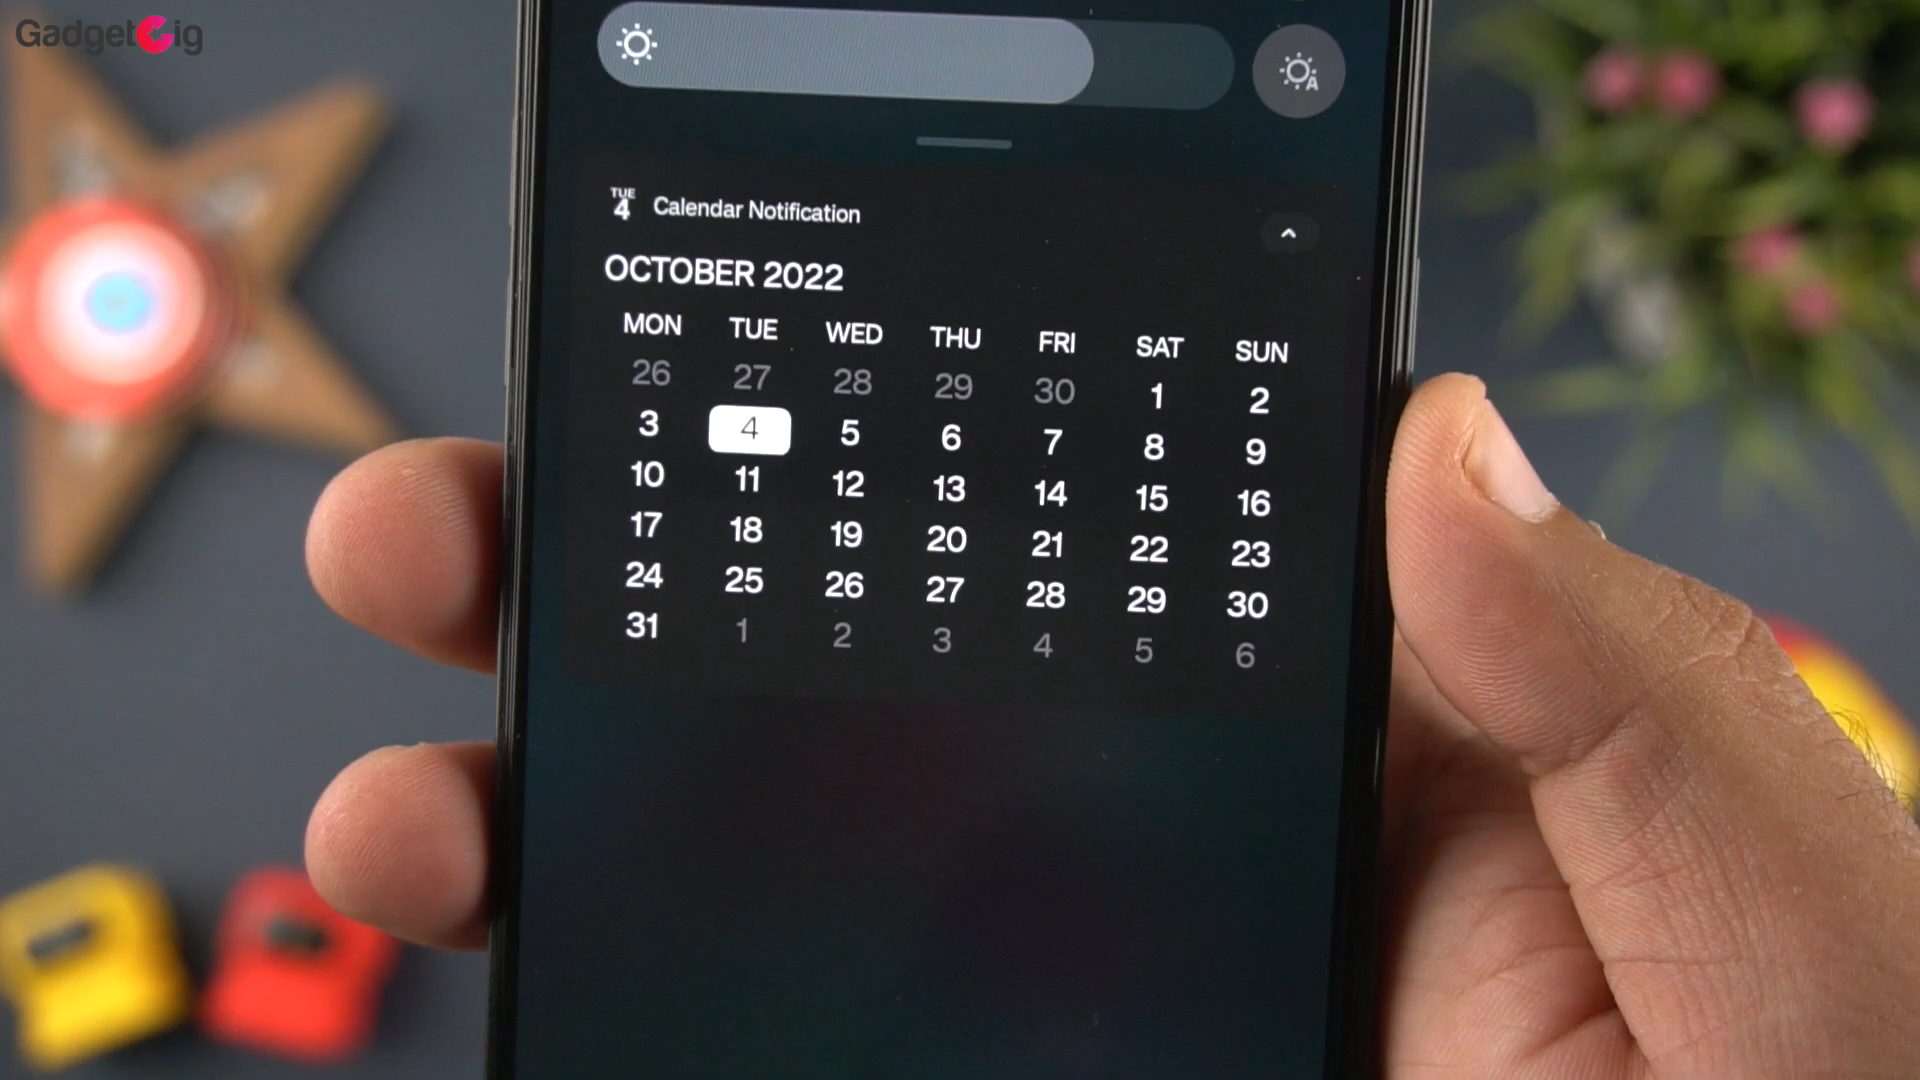 GadgetGig
A
TUE
4
Calendar Notification
OCTOBER 2022
MON TUE WED THU FRI SAT SUN
26 27 28 29 30 1 2
3 4 5 6 7 8 9
10 11 12 13 14 15 16
17 18 19 20 21 22 23
24 25 26 27 28 29 30
31 1 2 3 4 5 6